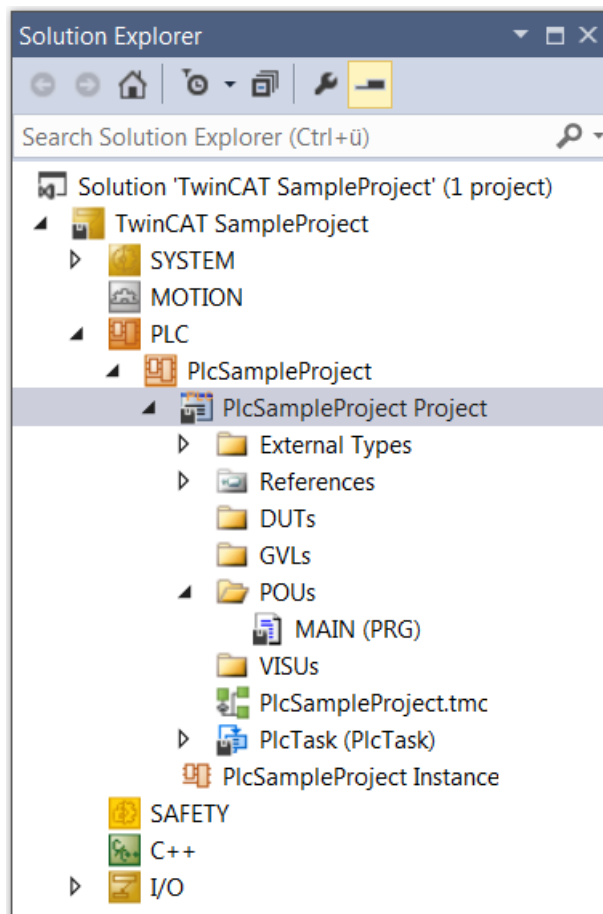 Solution Explorer
Search Solution Explorer (Ctrl+ü)
Solution 'TwinCAT SampleProject' (1 project)
TwinCAT SampleProject
SYSTEM
MOTION
PLC
PlcSampleProject
PlcSampleProject Project
External Types
References
DUTs
GVLs
POUs
MAIN (PRG)
VISUs
PlcSampleProject.tmc
PlcTask (PlcTask)
PlcSampleProject Instance
SAFETY
C++
I/O